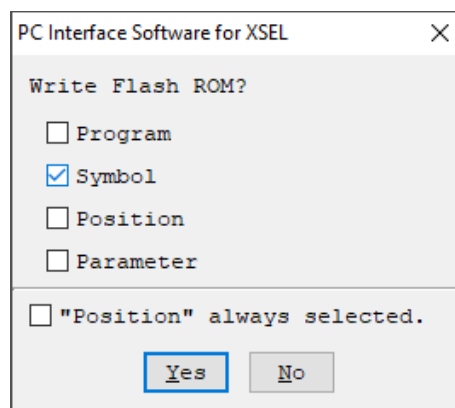 PC Interface Software for XSEL
Write Flash ROM?
Program
Symbol
Position
Parameter
"Position" always selected.
Yes
No